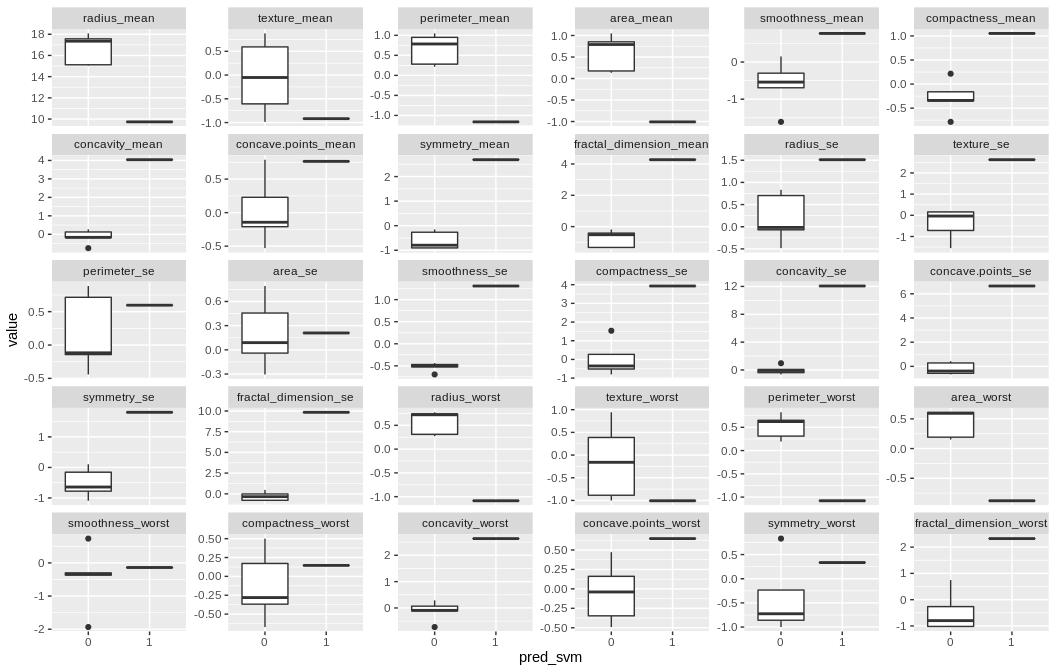 radius_mean texture_mean perimeter_mean area_mean smoothness_mean compactness_mean
18 16 14 12 10
0.5 0.0 -0.5 -1.0
1.0 0.5 0.0 -0.5 -1.0
1.0 0.5 0.0 -0.5 -1.0
0 -1
1.0 0.5 0.0 -0.5
concavity_mean concave.points_mean symmetry_mean fractal_dimension_mean radius_se texture_se
4 3 2 1 0
0.5 0.0 -0.5
2 1 0 -1
4 2 0
1.5 1.0 0.5 0.0 -0.5
2 1 0 -1
perimeter_se area_se smoothness_se compactness_se concavity_se concave.points_se
0.5 0.0 -0.5
0.6 0.3 0.0 -0.3
1.0 0.5 0.0 -0.5
4 3 2 1 0 -1
12 8 4 0
6 4 2 0
value
symmetry_se fractal_dimension_se radius_worst texture_worst perimeter_worst area_worst
1 0 -1
10.0 7.5 5.0 2.5 0.0
0.5 0.0 -0.5 -1.0
1.0 0.5 0.0 -0.5 -1.0
0.5 0.0 -0.5 -1.0
0.5 0.0 -0.5
smoothness_worst compactness_worst concavity_worst concave.points_worst symmetry_worst fractal_dimension_worst
0 -1 -2
0.50 0.25 0.00 -0.25 -0.50
2 1 0
0.50 0.25 0.00 -0.25 -0.50
0.5 0.0 -0.5 -1.0
2 1 0 -1
0 1 0 1 0 1 0 1 0 1 0 1
pred_svm